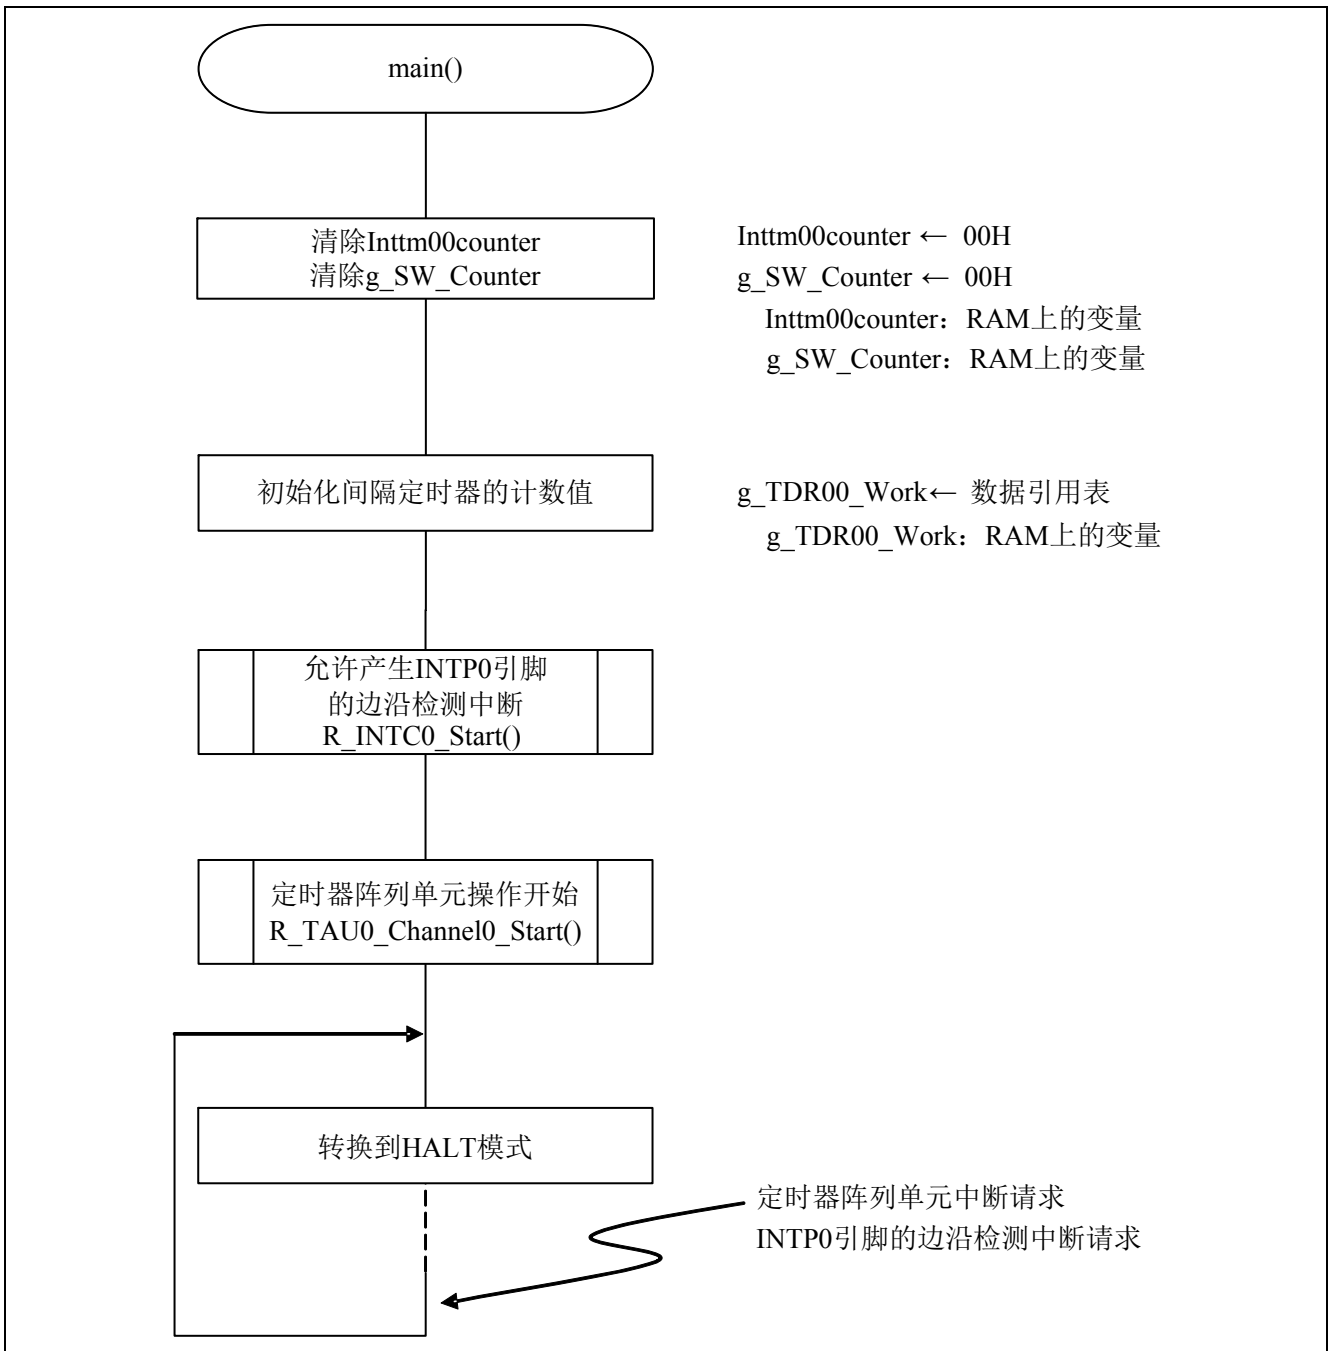 main()
清除Inttm00counter
清除g_SW_Counter
Inttm00counter ← 00H
g_SW_Counter ← 00H
Inttm00counter：RAM上的变量
g_SW_Counter：RAM上的变量
初始化间隔定时器的计数值
g_TDR00_Work← 数据引用表
g_TDR00_Work：RAM上的变量
允许产生INTP0引脚
的边沿检测中断
R_INTC0_Start()
定时器阵列单元操作开始
R_TAU0_Channel0_Start()
转换到HALT模式
定时器阵列单元中断请求
INTP0引脚的边沿检测中断请求